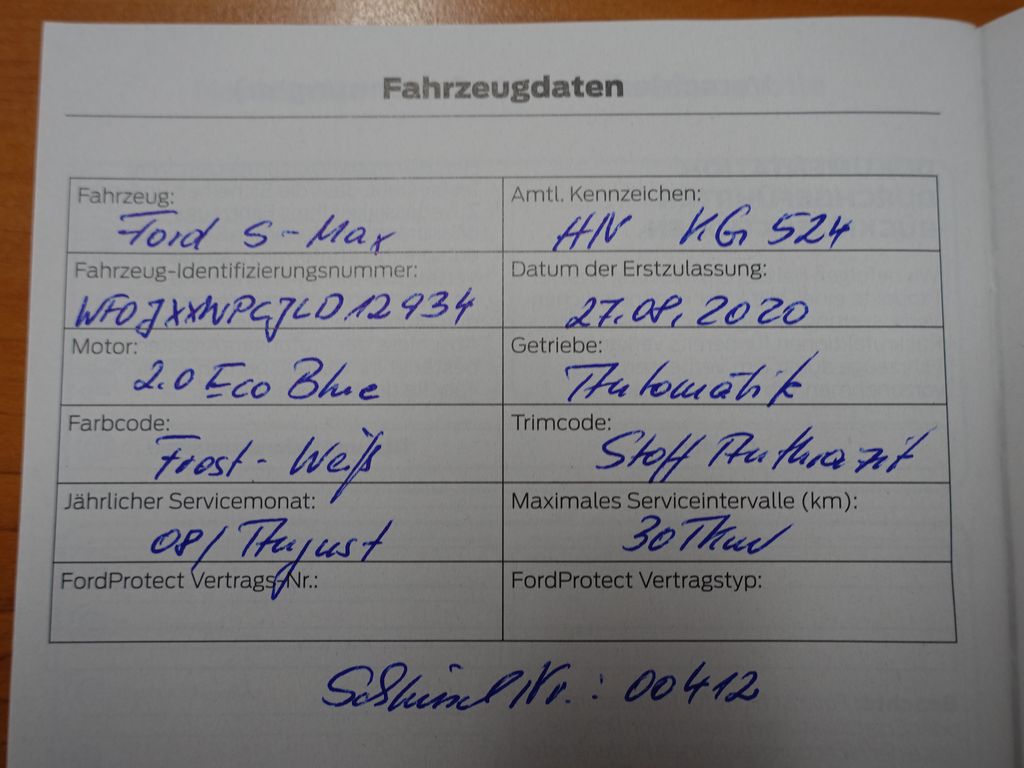 Fahrzeugdaten
Fahrzeug:
Ford S-Max
Amtl. Kennzeichen:
HN KG 524
Fahrzeug-Identifizierungsnummer:
WF0JXXWPCJLD12934
Datum der Erstzulassung:
27.08.2020
Motor:
2.0 Eco Blue
Getriebe:
Automatik
Farbcode:
Frost-Weiß
Trimcode:
Stoff Anthrazit
Jährlicher Servicemonat:
08/ August
Maximales Serviceintervalle (km):
30Tkm
FordProtect Vertrags-Nr.:
FordProtect Vertragstyp:
Schlüssel Nr.: 00412